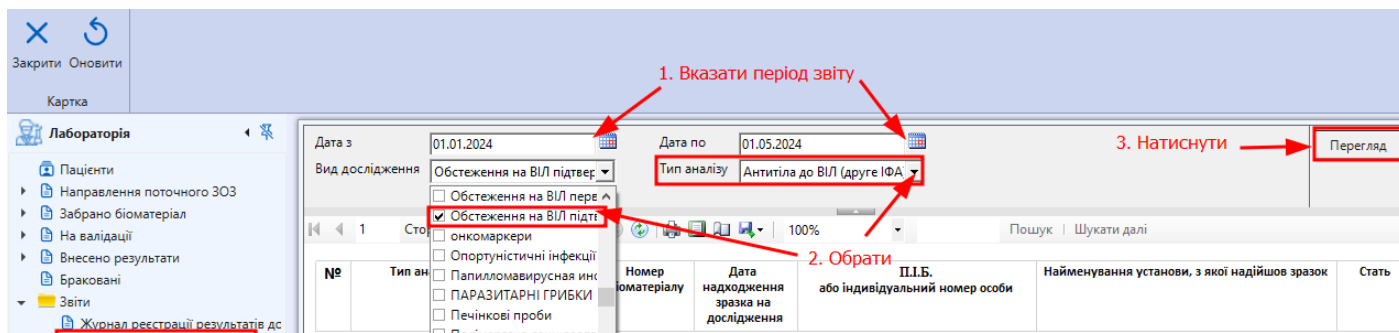 Закрити Оновити
Картка
1. Вказати період звіту
Лабораторія
Пацієнти
Направлення поточного ЗОЗ
Забрано біоматеріал
На валідації
Внесено результати
Браковані
Звіти
Журнал реєстрації результатів до
Дата з 01.01.2024 Дата по 01.05.2024
3. Натиснути
Перегляд
Вид дослідження Обстеження на ВІЛ підтвер Тип аналізу Антитіла до ВІЛ (друге ІФА
Обстеження на ВІЛ перв
Обстеження на ВІЛ підтв
онкомаркери
Опортуністичні інфекції
Папилломавирусная инф
ПАРАЗИТАРНІ ГРИБКИ
Печінкові проби
1 Стор
100%
Пошук | Шукати далі
2. Обрати
№
Тип ан
Номер
іоматеріалу
Дата
надходження
зразка на
дослідження
П.І.Б.
або індивідуальний номер особи
Найменування установи, з якої надійшов зразок
Стать